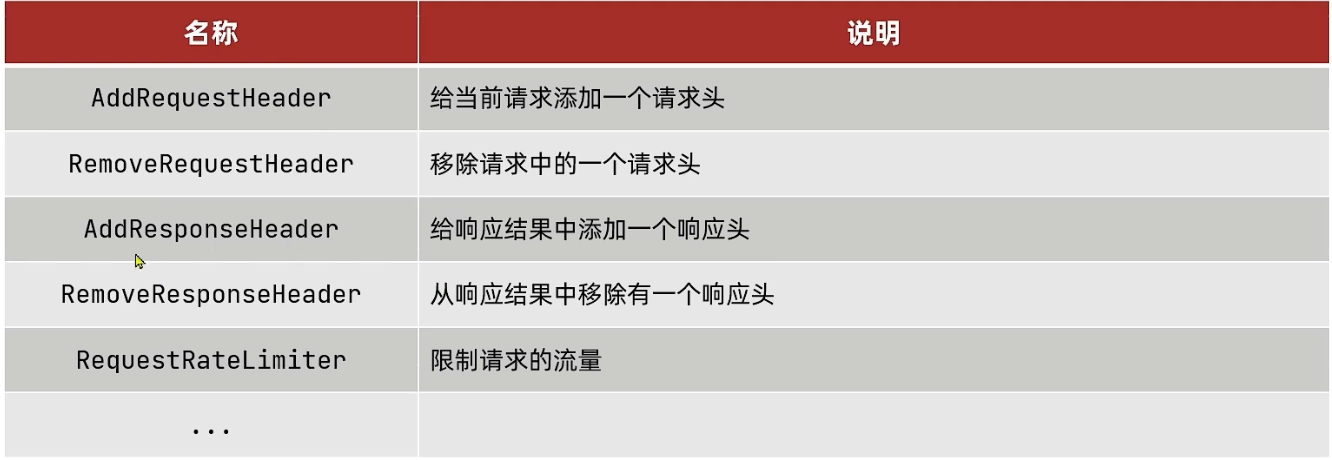 名称 说明
AddRequestHeader 给当前请求添加一个请求头
RemoveRequestHeader 移除请求中的一个请求头
AddResponseHeader 给响应结果中添加一个响应头
RemoveResponseHeader 从响应结果中移除有一个响应头
RequestRateLimiter 限制请求的流量
...